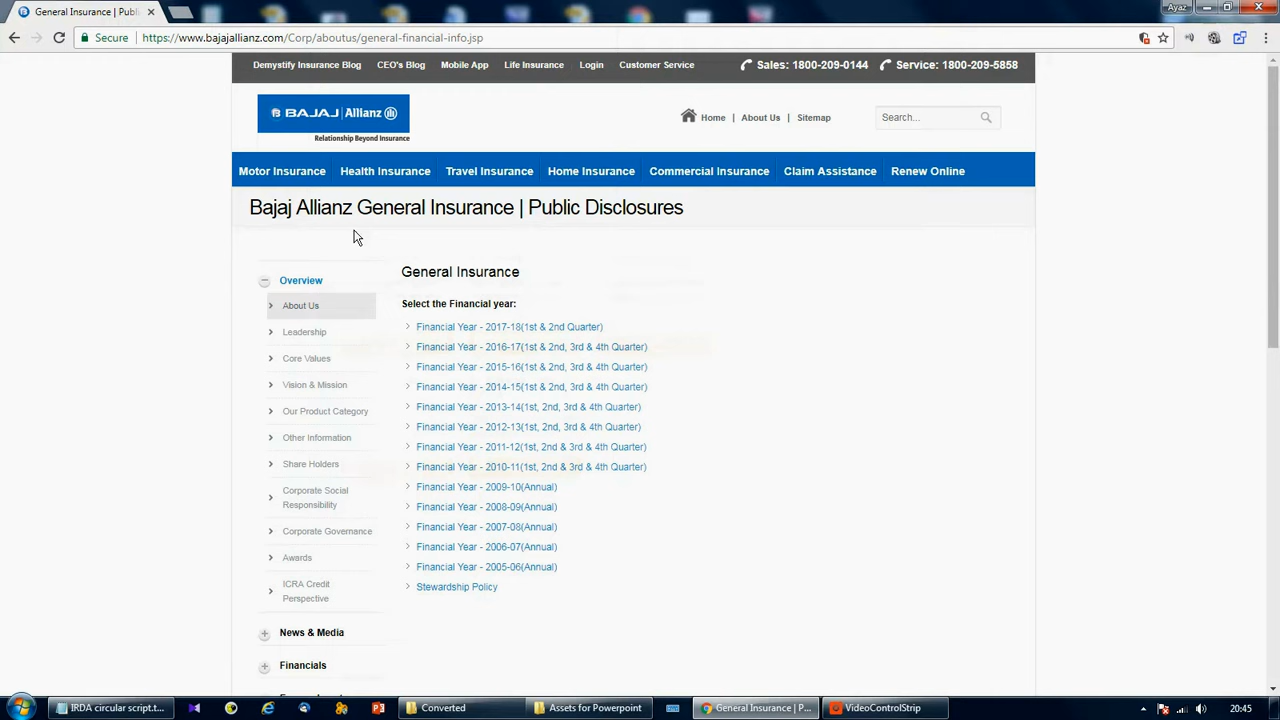 General Insurance | Publi
Ayaz
Secure
https://www.bajajallianz.com/Corp/aboutus/general-financial-info.jsp
Demystify Insurance Blog CEO's Blog Mobile App Life Insurance Login Customer Service Sales: 1800-209-0144 Service: 1800-209-5858
BAJAJ | Allianz
Relationship Beyond Insurance
Home | About Us | Sitemap
Search...
Motor Insurance Health Insurance Travel Insurance Home Insurance Commercial Insurance Claim Assistance Renew Online
Bajaj Allianz General Insurance | Public Disclosures
Overview
About Us
Leadership
Core Values
Vision & Mission
Our Product Category
Other Information
Share Holders
Corporate Social
Responsibility
Corporate Governance
Awards
ICRA Credit
Perspective
News & Media
Financials
General Insurance
Select the Financial year:
Financial Year - 2017-18(1st & 2nd Quarter)
Financial Year - 2016-17(1st & 2nd, 3rd & 4th Quarter)
Financial Year - 2015-16(1st & 2nd, 3rd & 4th Quarter)
Financial Year - 2014-15(1st & 2nd, 3rd & 4th Quarter)
Financial Year - 2013-14(1st, 2nd, 3rd & 4th Quarter)
Financial Year - 2012-13(1st, 2nd, 3rd & 4th Quarter)
Financial Year - 2011-12(1st, 2nd & 3rd & 4th Quarter)
Financial Year - 2010-11(1st, 2nd & 3rd & 4th Quarter)
Financial Year - 2009-10(Annual)
Financial Year - 2008-09(Annual)
Financial Year - 2007-08(Annual)
Financial Year - 2006-07(Annual)
Financial Year - 2005-06(Annual)
Stewardship Policy
IRDA circular script.t... Converted Assets for Powerpoint General Insurance | P... VideoControlStrip 20:45